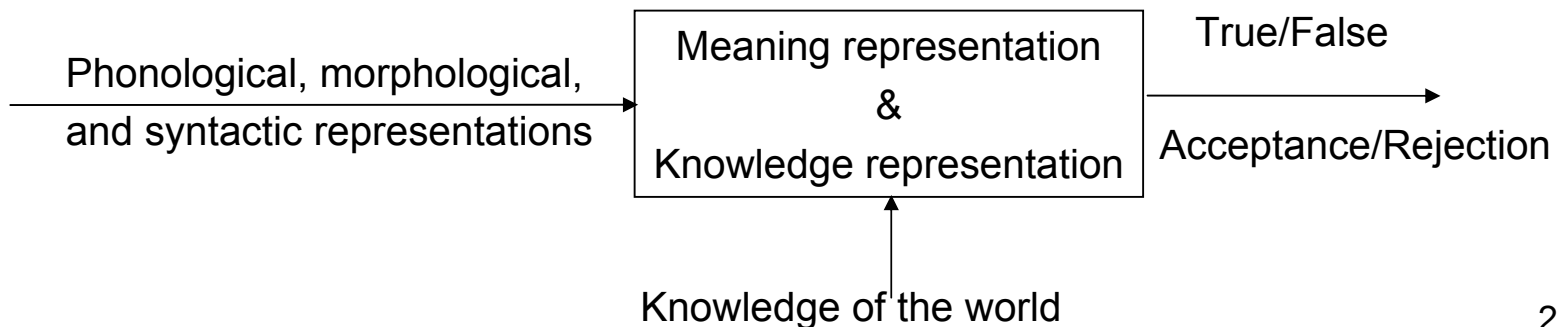 Phonological, morphological,
and syntactic representations
Meaning representation
&
Knowledge representation
True/False
Acceptance/Rejection
Knowledge of the world
2